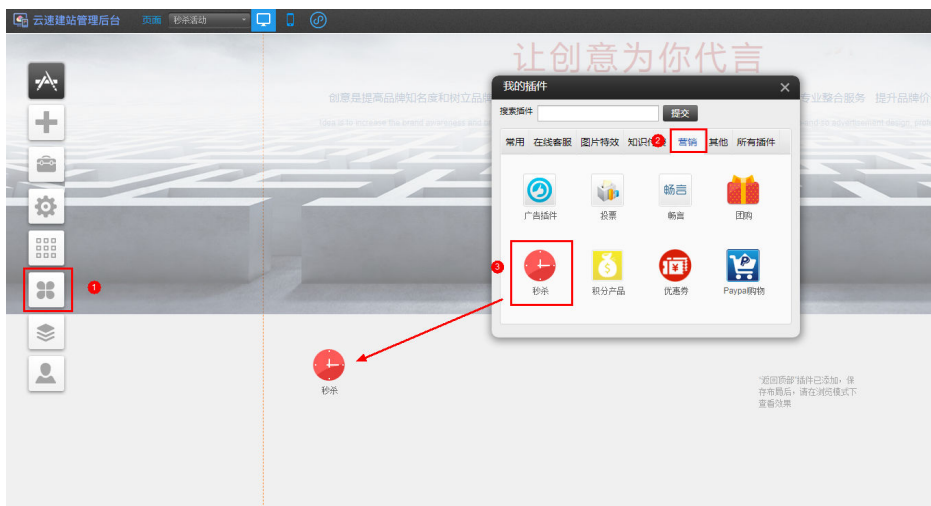 云速建站管理后台 页面 秒杀活动
让创意为你代言
创意是提高品牌知名度和树立品牌
专业整合服务 提升品牌价
我的插件
搜索插件 提交
常用 在线客服 图片特效 知识付 2 营销 其他 所有插件
广告插件 投票 畅言 畅言 团购
3
秒杀 积分产品 优惠券 Paypal购物
1
秒杀
“返回顶部”插件已添加，保
存布局后，请在浏览模式下
查看效果